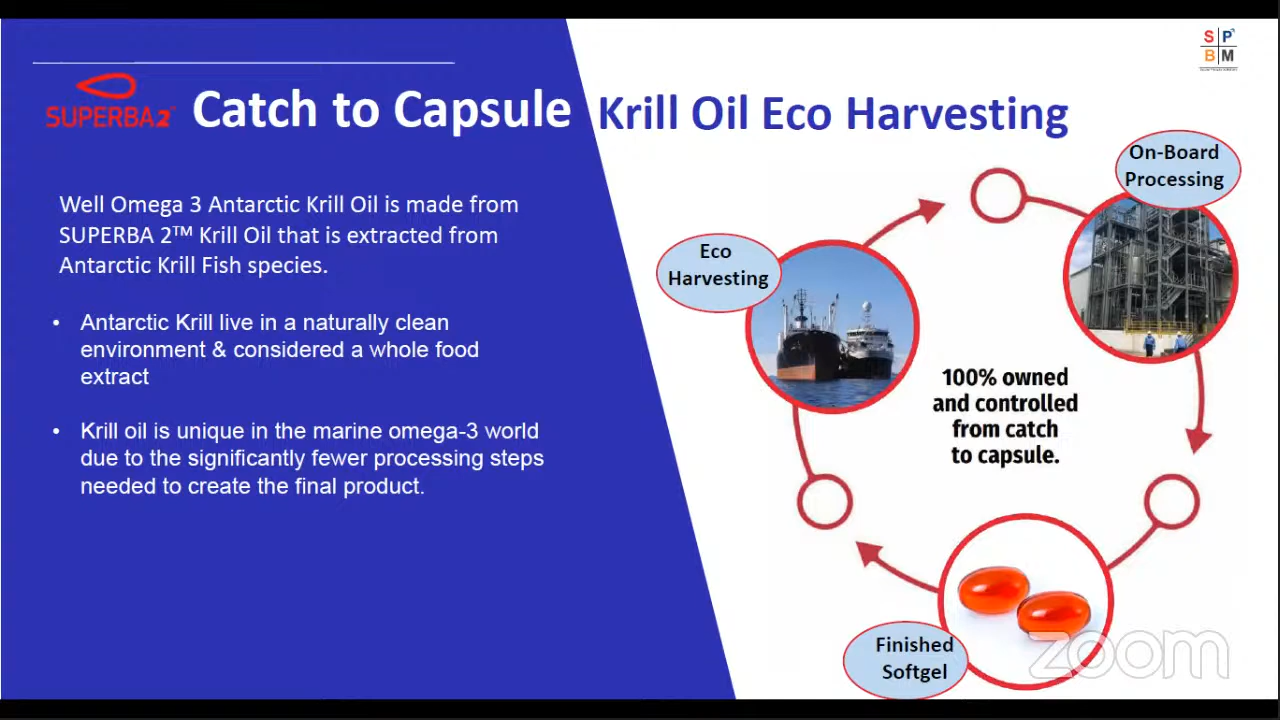 S P
B M
SUPERBA2™
Catch to Capsule
Krill Oil Eco Harvesting
Well Omega 3 Antarctic Krill Oil is made from
SUPERBA 2™ Krill Oil that is extracted from
Antarctic Krill Fish species.
• Antarctic Krill live in a naturally clean
environment & considered a whole food
extract
• Krill oil is unique in the marine omega-3 world
due to the significantly fewer processing steps
needed to create the final product.
On-Board
Processing
Eco
Harvesting
100% owned
and controlled
from catch
to capsule.
Finished
Softgel
zoom